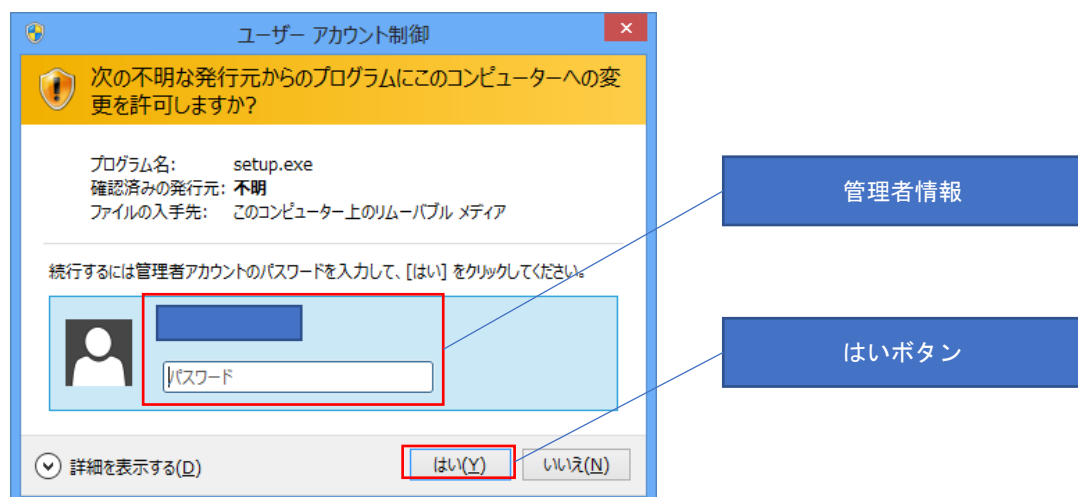 ユーザー アカウント制御
次の不明な発行元からのプログラムにこのコンピューターへの変
更を許可しますか?
プログラム名: setup.exe
確認済みの発行元: 不明
ファイルの入手先: このコンピューター上のリムーバブル メディア
管理者情報
続行するには管理者アカウントのパスワードを入力して、[はい] をクリックしてください。
パスワード
はいボタン
詳細を表示する(D)
はい(Y)
いいえ(N)